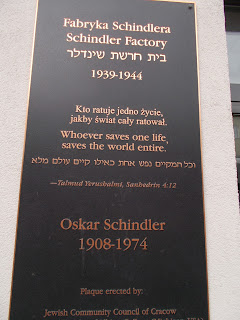 Fabryka Schindlera
Schindler Factory
בית חרשת שינדלר
1939-1944
Kto ratuje jedno życie,
jakby świat cały ratował.
Whoever saves one life,
saves the world entire.
וכל המקיים נפש אחת כאילו קיים עולם מלא
—Talmud Yerushalmi, Sanhedrin 4:12
Oskar Schindler
1908-1974
Plaque erected by:
Jewish Community Council of Cracow